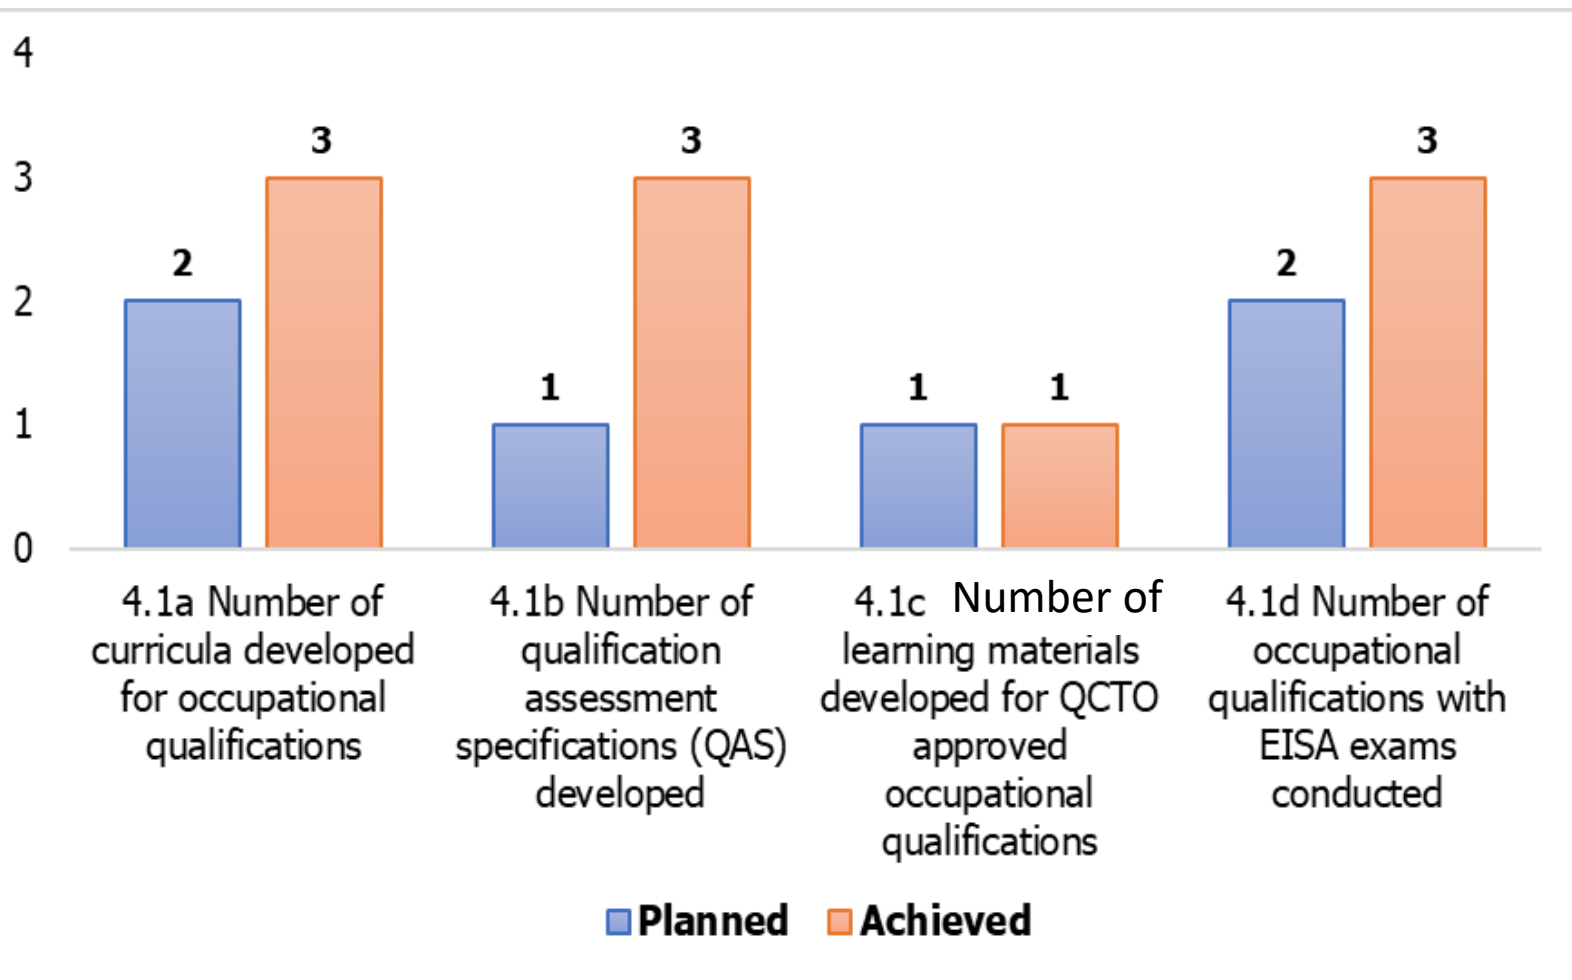 4
3
2
1
0
2
3
1
3
1
1
2
3
4.1a Number of
curricula developed
for occupational
qualifications
4.1b Number of
qualification
assessment
specifications (QAS)
developed
4.1c Number of
learning materials
developed for QCTO
approved
occupational
qualifications
4.1d Number of
occupational
qualifications with
EISA exams
conducted
Planned
Achieved